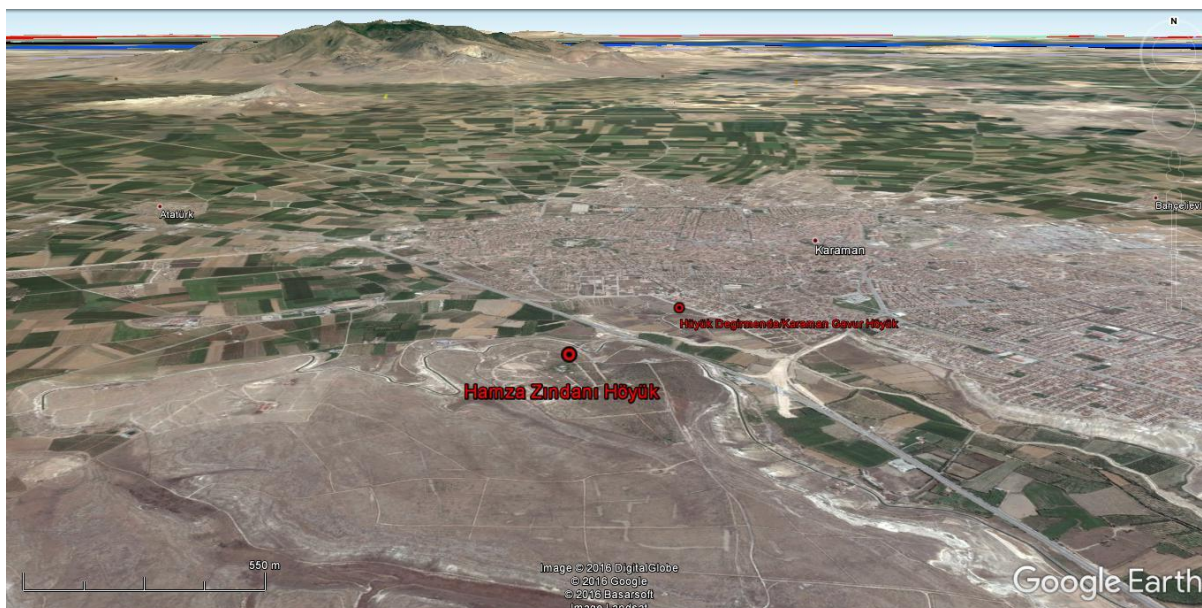 N
Atatürk
Bahçelievl
Karaman
Höyük Degirmende/Karaman Gavur Höyük
Hamza Zındanı Höyük
550 m
Image © 2016 DigitalGlobe
© 2016 Google
© 2016 Basarsoft
Image Landsat
Google Earth